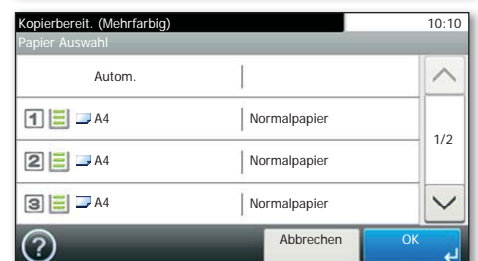 Kopierbereit. (Mehrfarbig) 10:10
Papier Auswahl
Autom.
1 A4 Normalpapier
1/2
2 A4 Normalpapier
3 A4 Normalpapier
? Abbrechen OK